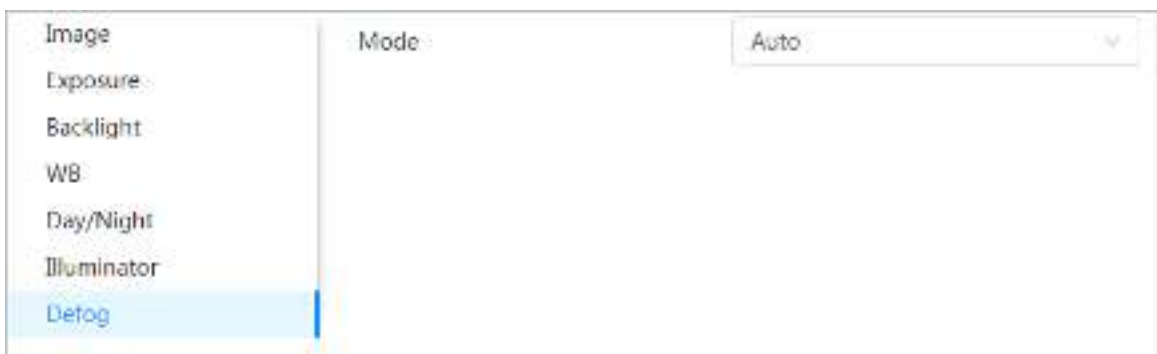 Image
Mode
Auto
Exposure
Backlight
WB
Day/Night
Illuminator
Defog